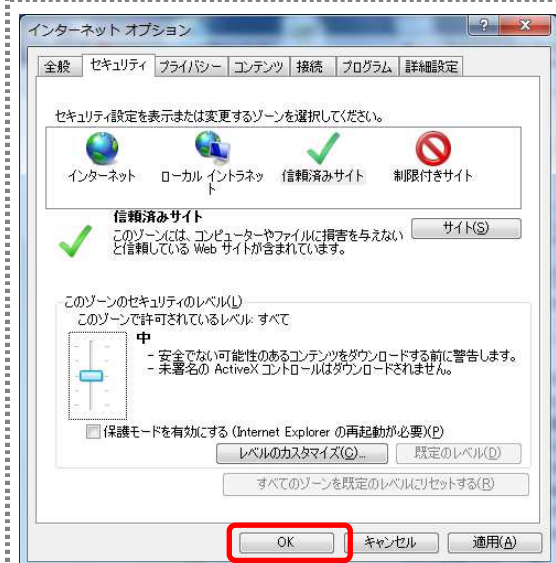 インターネット オプション
全般 セキュリティ プライバシー コンテンツ 接続 プログラム 詳細設定
セキュリティ設定を表示または変更するゾーンを選択してください。
インターネット ローカル イントラネッ 信頼済みサイト 制限付きサイト
ト
信頼済みサイト
このゾーンには、コンピューターやファイルに損害を与えない
と信頼している Web サイトが含まれています。
サイト(S)
このゾーンのセキュリティのレベル(L)
このゾーンで許可されているレベル: すべて
中
- 安全でない可能性のあるコンテンツをダウンロードする前に警告します。
- 未署名の ActiveX コントロールはダウンロードされません。
保護モードを有効にする (Internet Explorer の再起動が必要)(P)
レベルのカスタマイズ(C)... 既定のレベル(D)
すべてのゾーンを既定のレベルにリセットする(R)
OK キャンセル 適用(A)